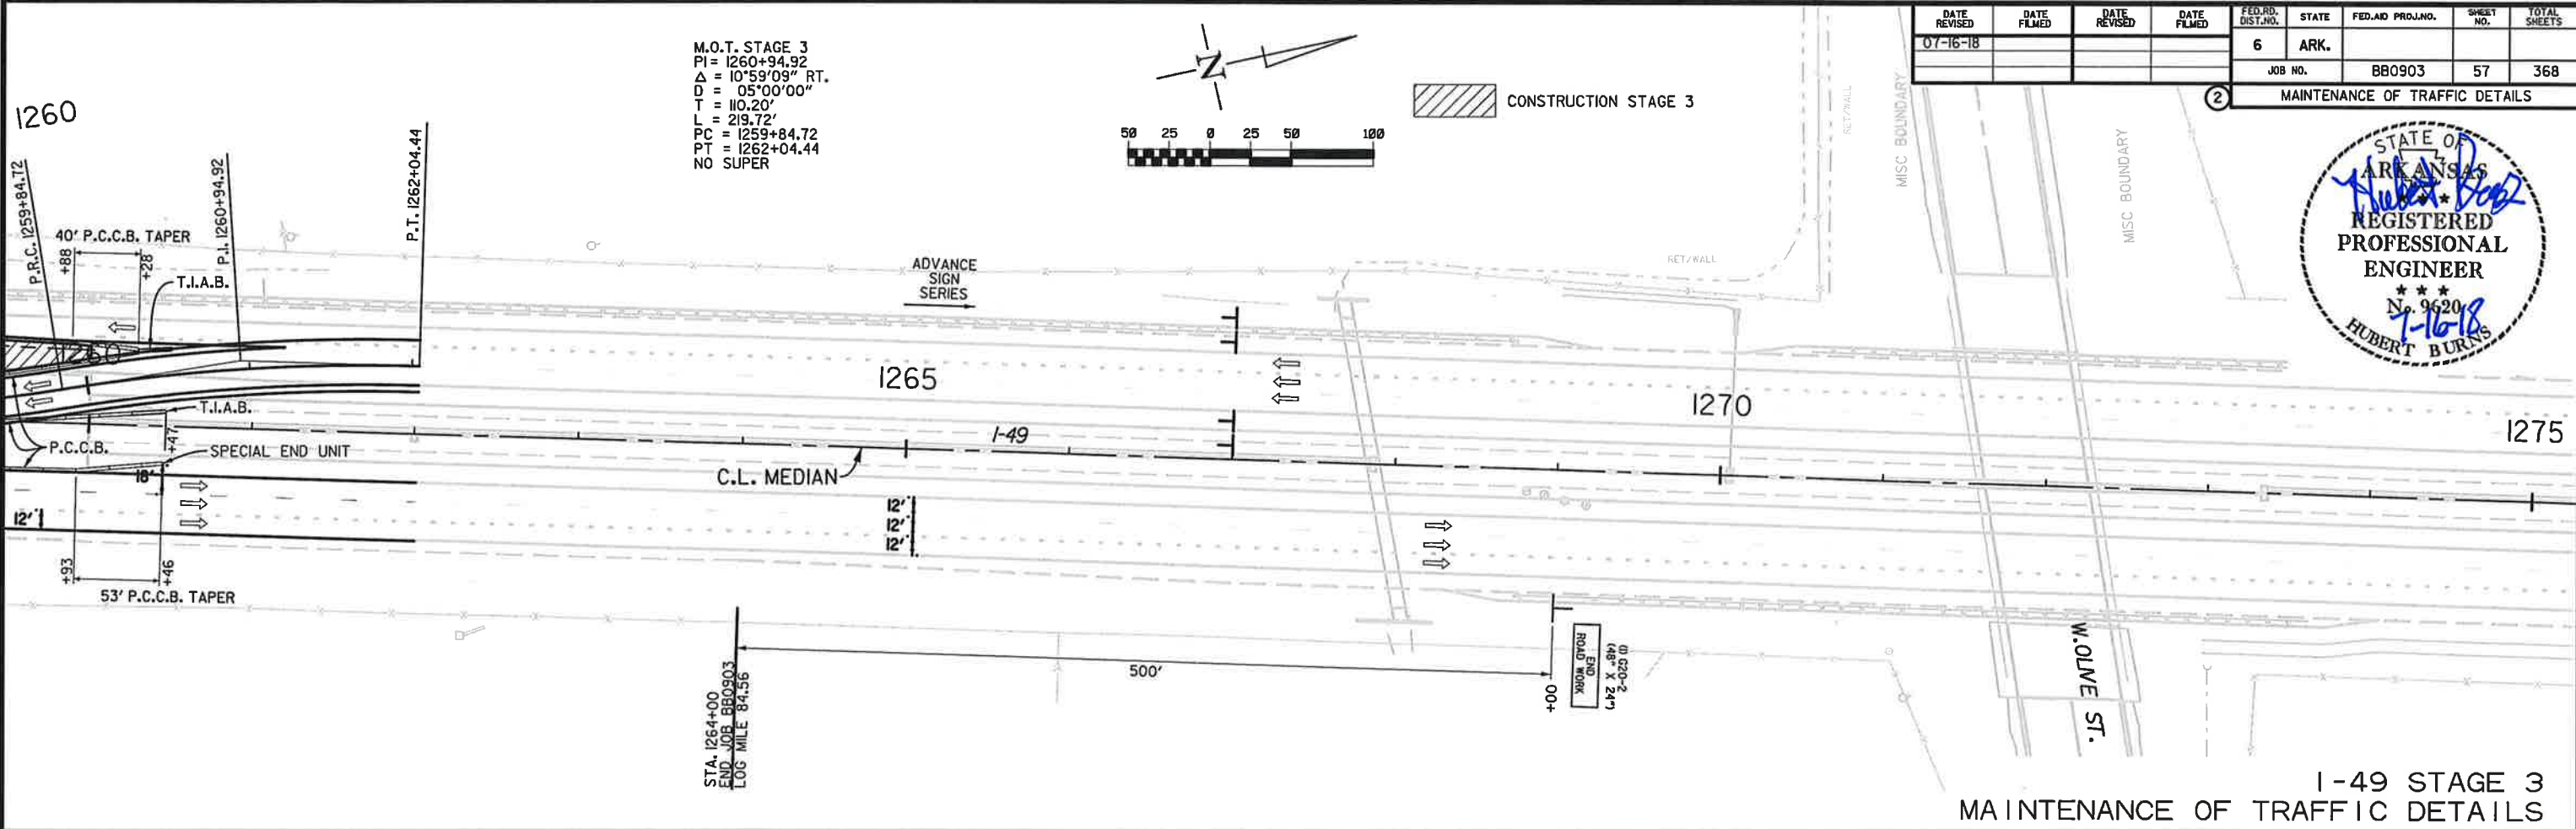 DATE REVISED
DATE FILMED
DATE REVISED
DATE FILMED
FED.RD. DIST.NO.
STATE
FED.AID PROJ.NO.
SHEET NO.
TOTAL SHEETS
07-16-18
6
ARK.
JOB NO.
BB0903
57
368
2
MAINTENANCE OF TRAFFIC DETAILS
M.O.T. STAGE 3
PI = 1260+94.92
Δ = 10°59'09" RT.
D = 05°00'00"
T = 110.20'
L = 219.72'
PC = 1259+84.72
PT = 1262+04.44
NO SUPER
N
50 25 0 25 50 100
CONSTRUCTION STAGE 3
STATE OF
ARKANSAS
★ ★ ★
REGISTERED
PROFESSIONAL
ENGINEER
★ ★ ★
No. 9620
7-16-18
HUBERT BURNS
1260
P.R.C. 1259+84.72
40' P.C.C.B. TAPER
+88
+28
P.I. 1260+94.92
P.T. 1262+04.44
T.I.A.B.
1260
ADVANCE
SIGN
SERIES
RET/WALL
RET/WALL
MISC BOUNDARY
MISC BOUNDARY
1265
1270
1275
T.I.A.B.
+47
P.C.C.B.
SPECIAL END UNIT
18'
I-49
C.L. MEDIAN
12'
12'
12'
12'
+93
+46
53' P.C.C.B. TAPER
STA. 1264+00
END JOB BB0903
LOG MILE 84.56
500'
+00
END
ROAD WORK
(1) G20-2
(48" X 24")
W.OLIVE ST.
I-49 STAGE 3
MAINTENANCE OF TRAFFIC DETAILS